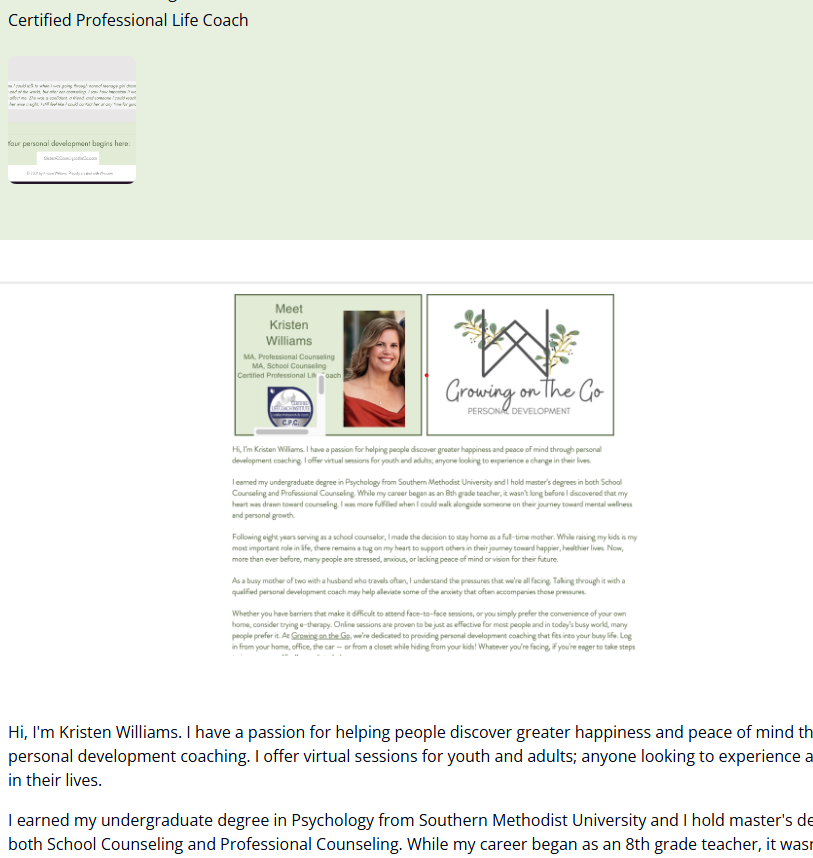 Certified Professional Life Coach
Your personal development begins here:
Meet
Kristen
Williams
MA, Professional Counseling
MA, School Counseling
Certified Professional Life Coach
C.P.C.
Growing on The Go
PERSONAL DEVELOPMENT
Hi, I'm Kristen Williams. I have a passion for helping people discover greater happiness and peace of mind through personal
development coaching. I offer virtual sessions for youth and adults; anyone looking to experience a change in their lives.
I earned my undergraduate degree in Psychology from Southern Methodist University and I hold master's degrees in both School
Counseling and Professional Counseling. While my career began as an 8th grade teacher, it wasn't long before I discovered that my
heart was drawn toward counseling. I was more fulfilled when I could walk alongside someone on their journey toward mental wellness
and personal growth.
Following eight years serving as a school counselor, I made the decision to stay home as a full-time mother. While raising my kids is my
most important role in life, there remains a tug on my heart to support others in their journey toward happier, healthier lives. Now,
more than ever before, many people are stressed, anxious, or lacking peace of mind or vision for their future.
As a busy mother of two with a husband who travels often, I understand the pressures that we're all facing. Talking through it with a
qualified personal development coach may help alleviate some of the anxiety that often accompanies those pressures.
Whether you have barriers that make it difficult to attend face-to-face sessions, or you simply prefer the convenience of your own
home, consider trying e-therapy. Online sessions are proven to be just as effective for most people and in today's busy world, many
people prefer it. At Growing on the Go, we're dedicated to providing personal development coaching that fits into your busy life. Log
in from your home, office, the car — or from a closet while hiding from your kids! Whatever you're facing, if you're eager to take steps
Hi, I'm Kristen Williams. I have a passion for helping people discover greater happiness and peace of mind th
personal development coaching. I offer virtual sessions for youth and adults; anyone looking to experience a
in their lives.
I earned my undergraduate degree in Psychology from Southern Methodist University and I hold master's de
both School Counseling and Professional Counseling. While my career began as an 8th grade teacher, it wasn